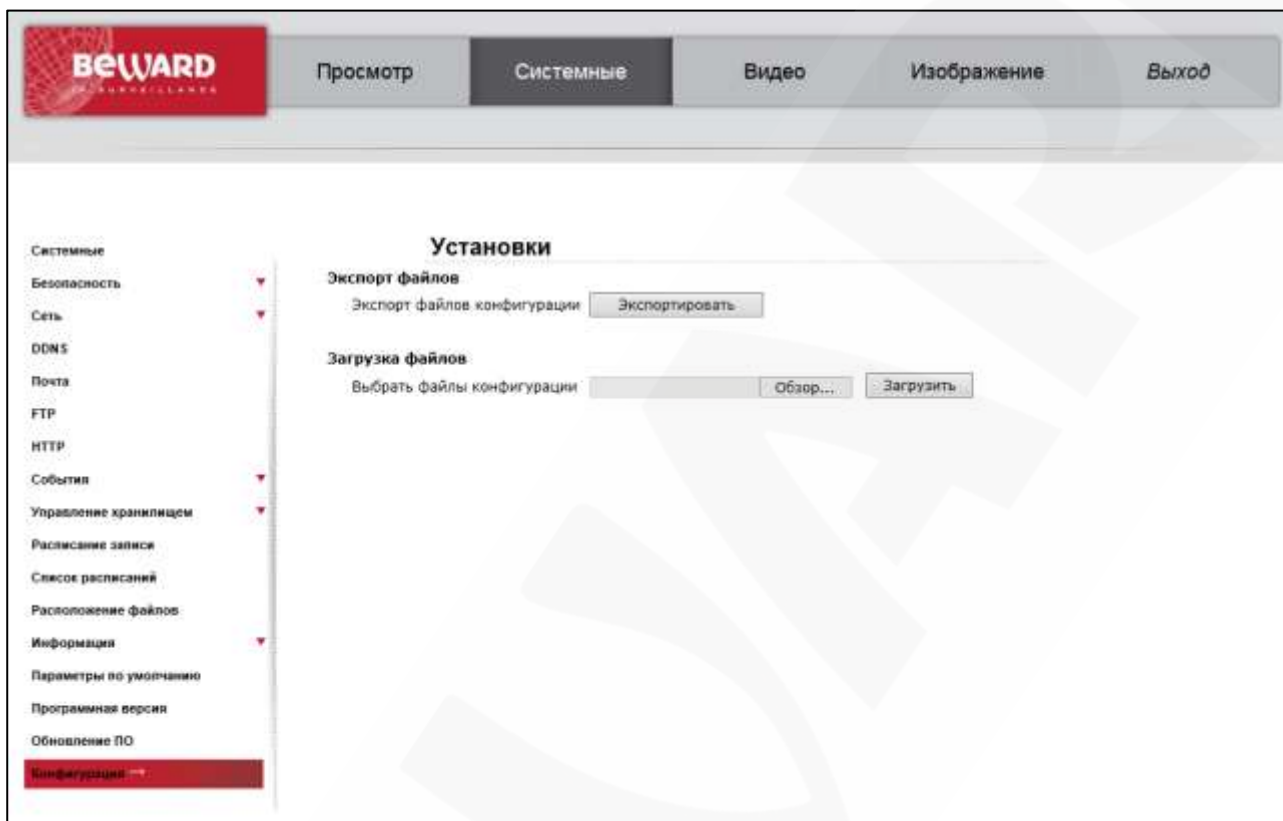 BEWARD
IP SURVEILLANCE
Просмотр
Системные
Видео
Изображение
Выход
Системные
Безопасность
Сеть
DDNS
Почта
FTP
HTTP
События
Управление хранилищем
Расписание записи
Список расписаний
Расположение файлов
Информация
Параметры по умолчанию
Программная версия
Обновление ПО
Конфигурация →
Установки
Экспорт файлов
Экспорт файлов конфигурации Экспортировать
Загрузка файлов
Выбрать файлы конфигурации Обзор... Загрузить